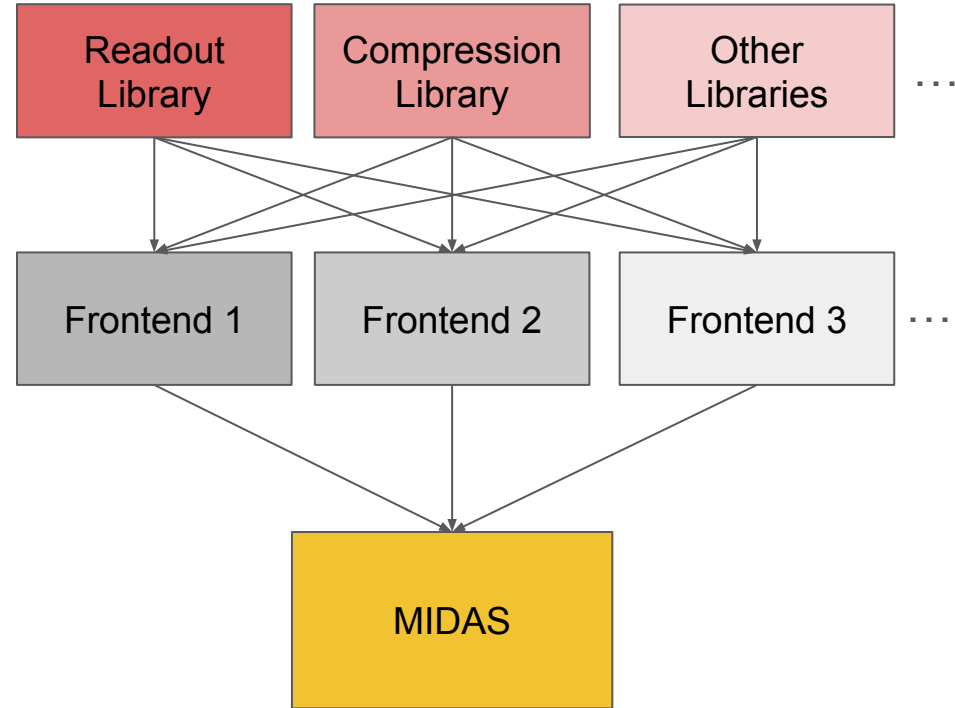 Readout
Library
Compression
Library
Other
Libraries
...
Frontend 1
Frontend 2
Frontend 3
...
MIDAS